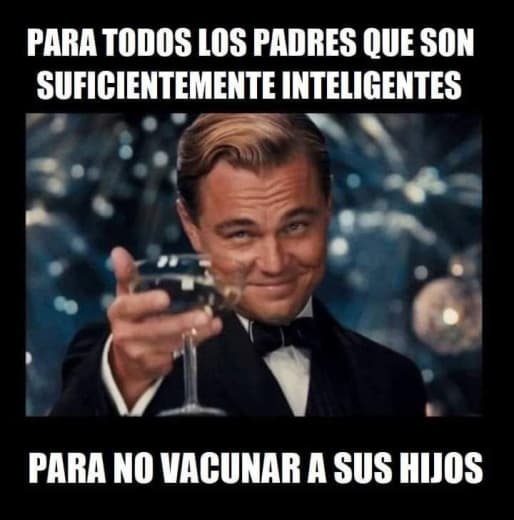 PARA TODOS LOS PADRES QUE SON
SUFICIENTEMENTE INTELIGENTES
PARA NO VACUNAR A SUS HIJOS